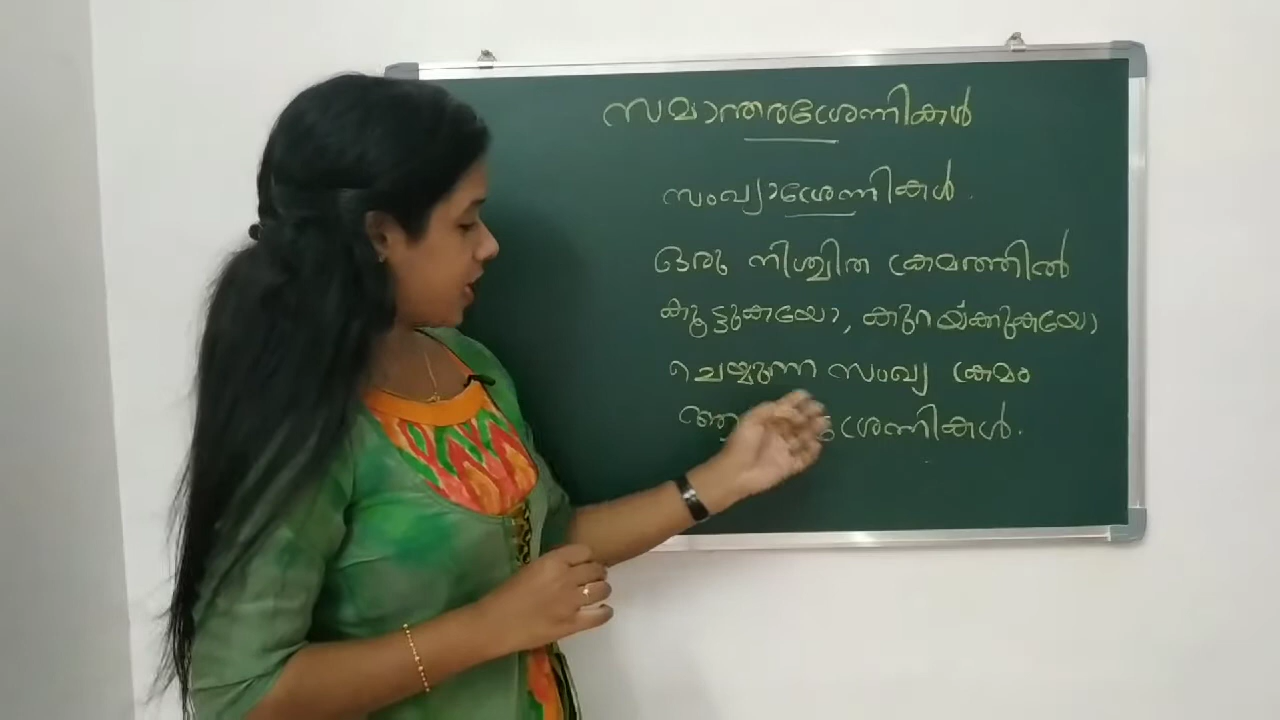 സമാന്തരശ്രേണികൾ
സംഖ്യാശ്രേണികൾ.
ഒരു നിശ്ചിത ക്രമത്തിൽ
കൂട്ടുകയോ, കുറയ്ക്കുകയോ
ചെയ്യുന്ന സംഖ്യ ക്രമം
ശ്രേണികൾ.